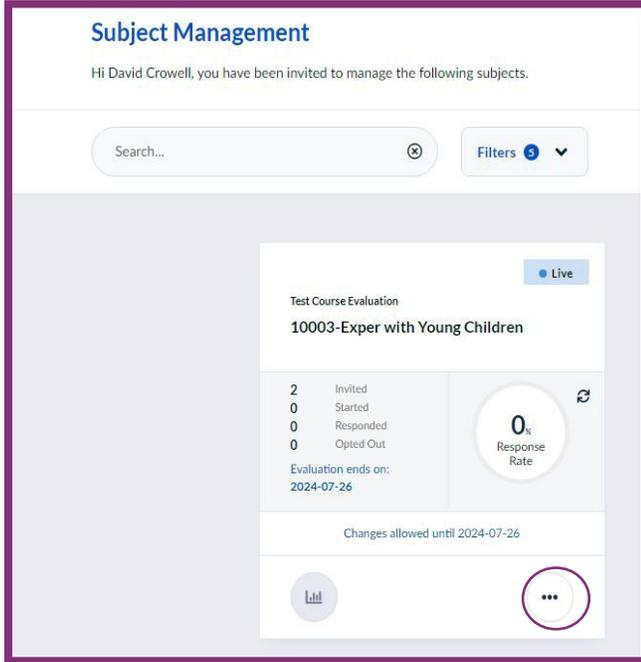 Subject Management
Hi David Crowell, you have been invited to manage the following subjects.
Search...
Filters 5
Live
Test Course Evaluation
10003-Exper with Young Children
2 Invited
0 Started
0 Responded
0 Opted Out
Evaluation ends on:
2024-07-26
0%
Response
Rate
Changes allowed until 2024-07-26